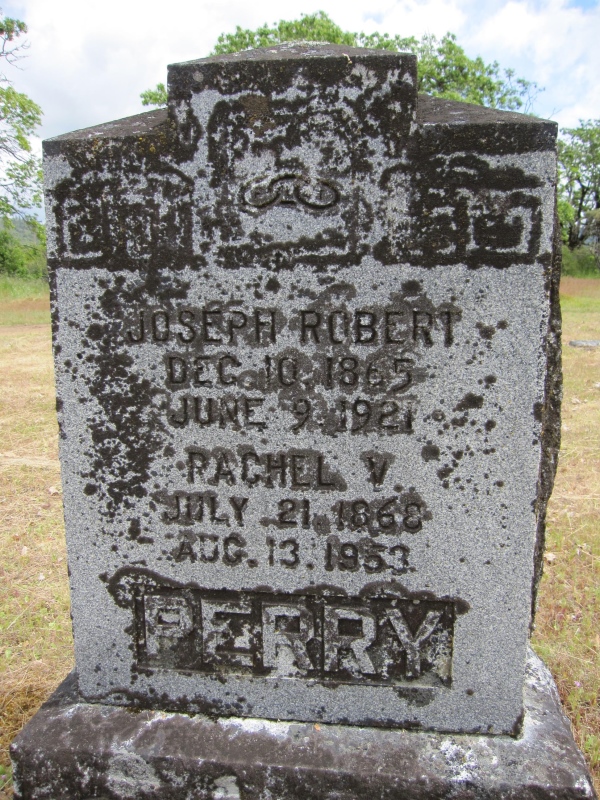 JOSEPH ROBERT
DEC. 10. 1865
JUNE 9. 1921
RACHEL V
JULY 21. 1868
AUG. 13. 1953
PERRY